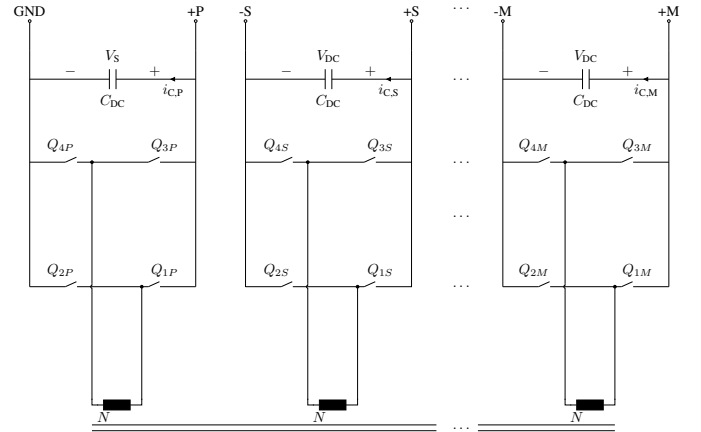 GND +P -S +S ... -M +M
V_S V_DC V_DC
− + − + ... − +
i_C,P i_C,S i_C,M
C_DC C_DC C_DC
Q_4P Q_3P Q_4S Q_3S Q_4M Q_3M
...
...
Q_2P Q_1P Q_2S Q_1S Q_2M Q_1M
...
N N N
...